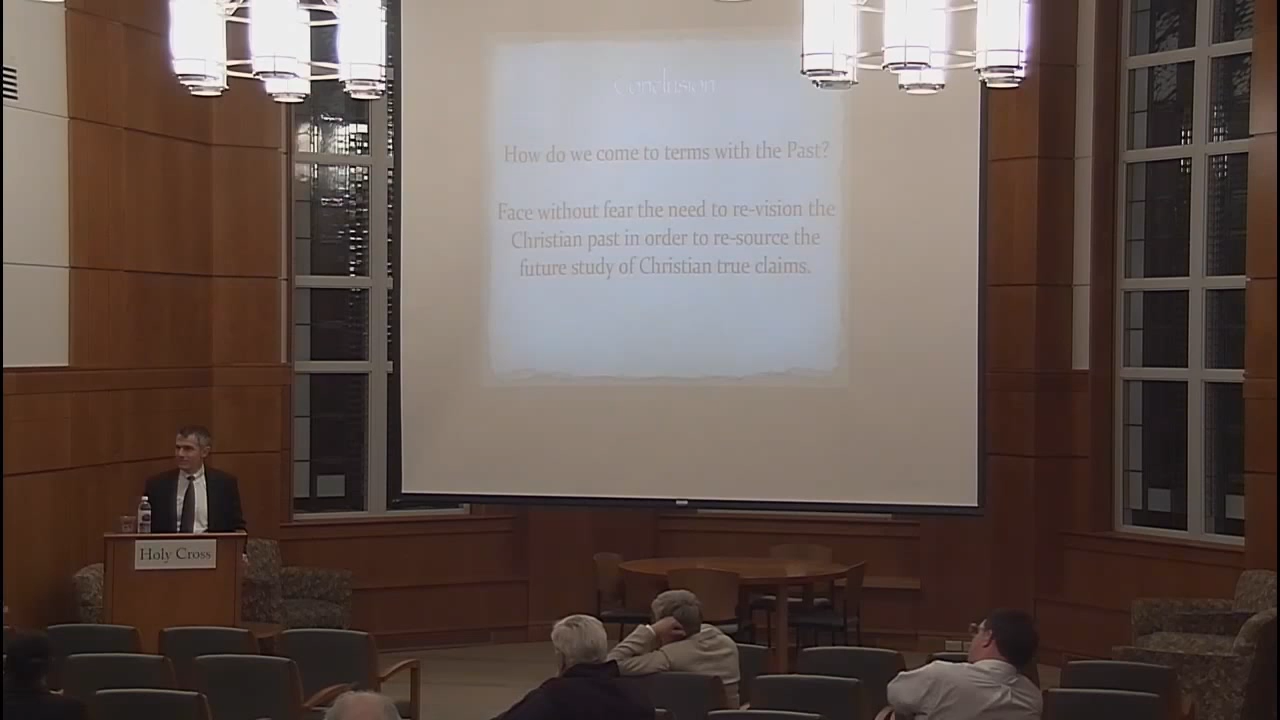 Conclusion
How do we come to terms with the Past?
Face without fear the need to re-vision the
Christian past in order to re-source the
future study of Christian true claims.
Holy Cross